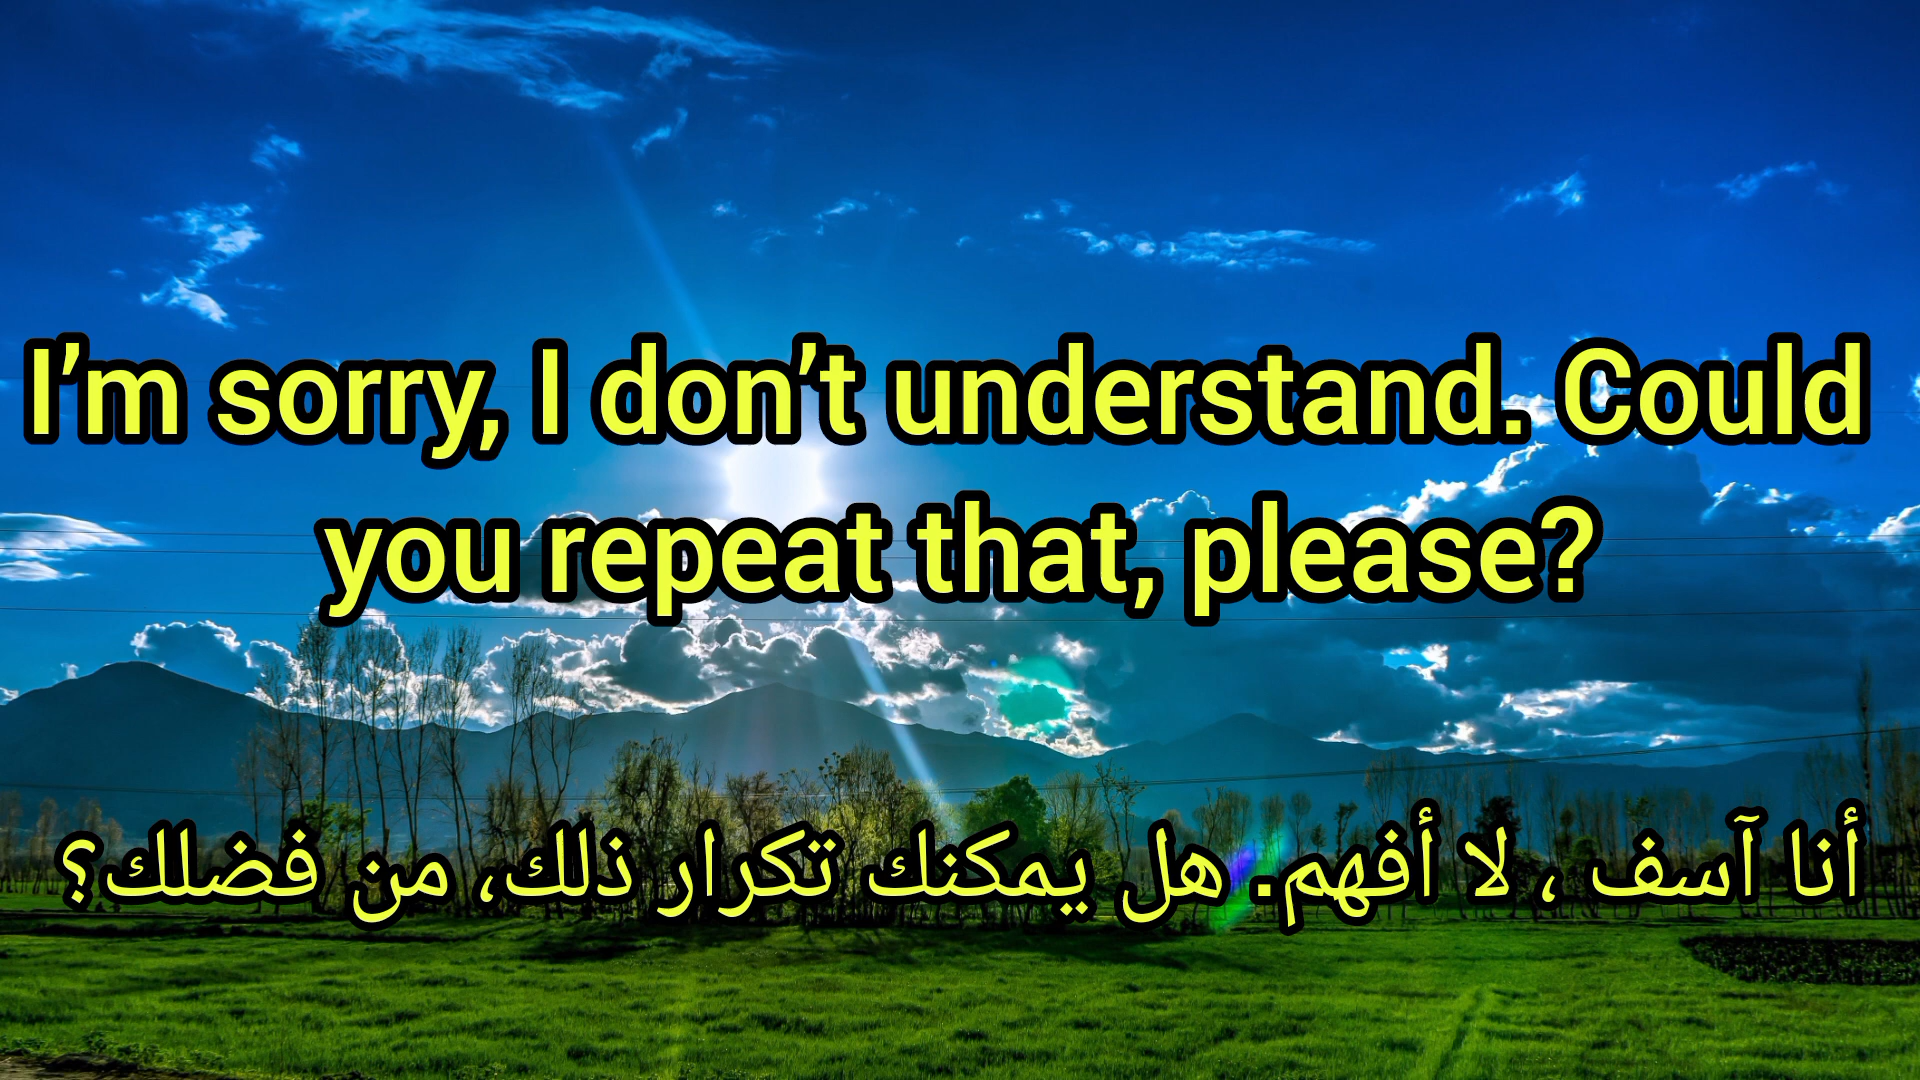 I’m sorry, I don’t understand. Could
you repeat that, please?
أنا آسف ، لا أفهم. هل يمكنك تكرار ذلك، من فضلك؟